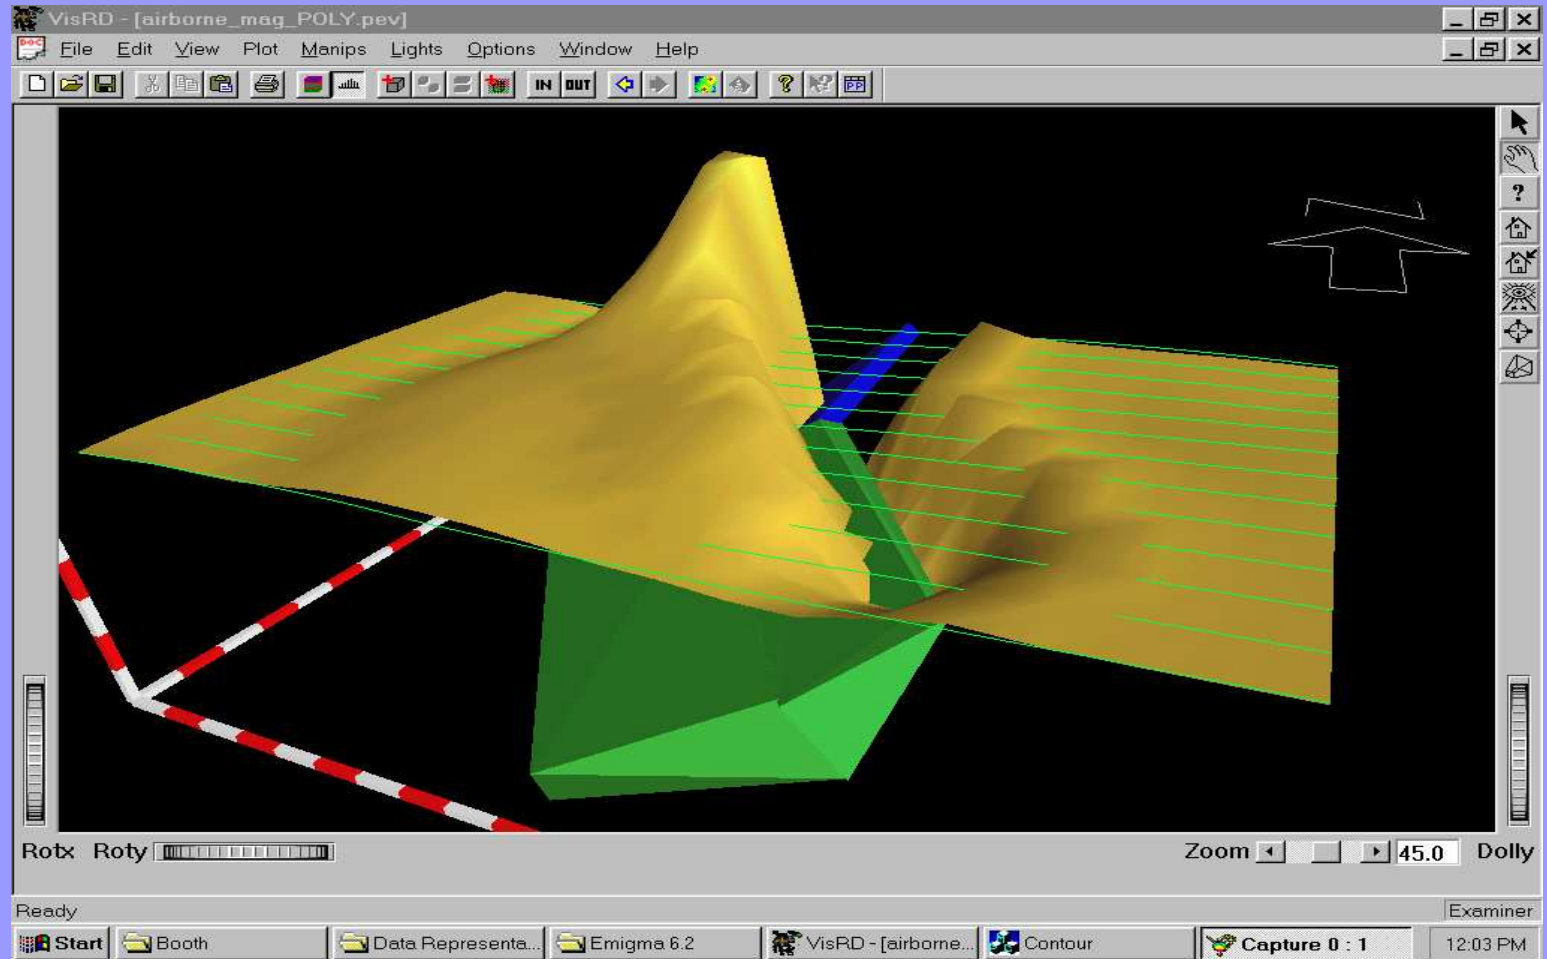 VisRD - [airborne_mag_POLY.pev]
File Edit View Plot Manips Lights Options Window Help
IN OUT ? PP
?
Rotx Roty Zoom 45.0 Dolly
Ready Examiner
Start Booth Data Representa... Emigma 6.2 VisRD - [airborne... Contour Capture 0 : 1 12:03 PM